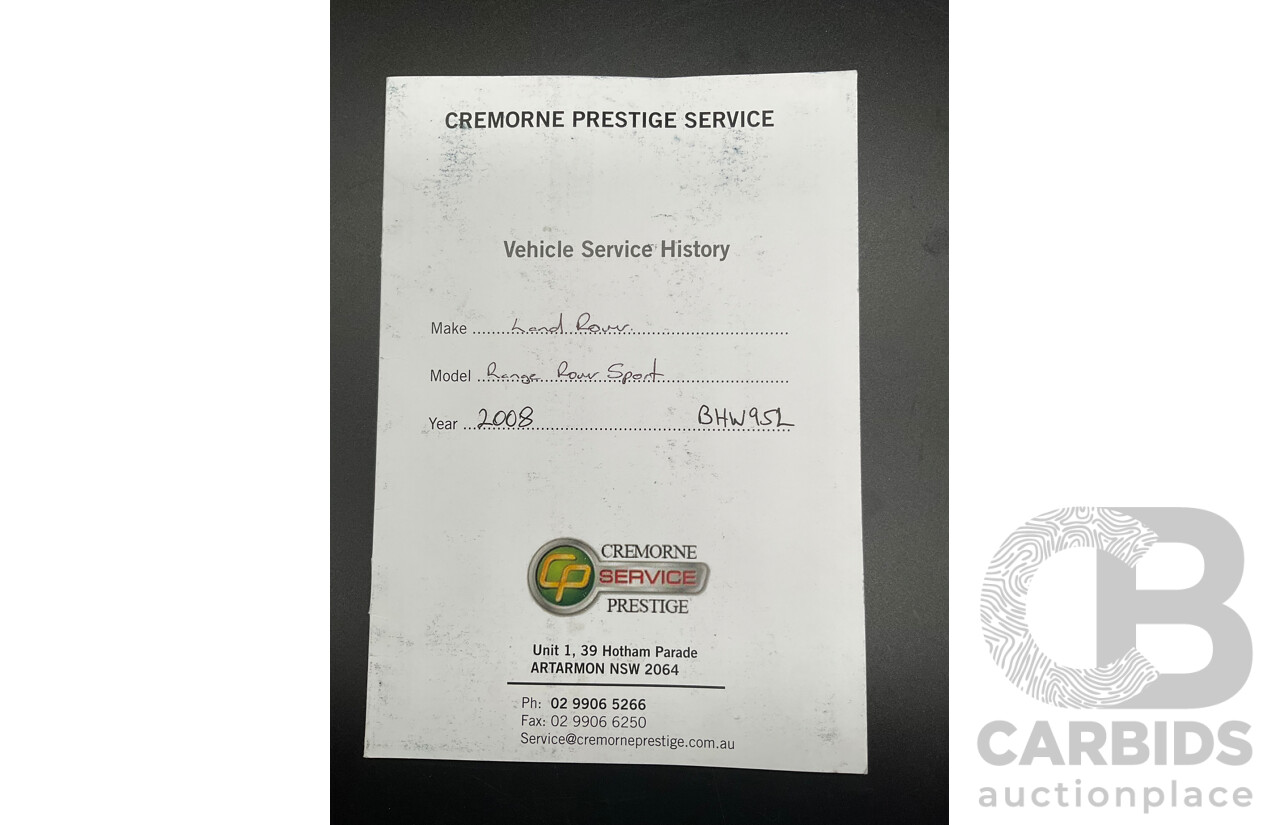 CREMORNE PRESTIGE SERVICE
Vehicle Service History
Make ........Land Rover................................
Model ..Range Rover Sport..........................
Year ...2008.................................BHW95L
CP
CREMORNE
SERVICE
PRESTIGE
Unit 1, 39 Hotham Parade
ARTARMON NSW 2064
Ph: 02 9906 5266
Fax: 02 9906 6250
Service@cremorneprestige.com.au
CB
CARBIDS
auctionplace